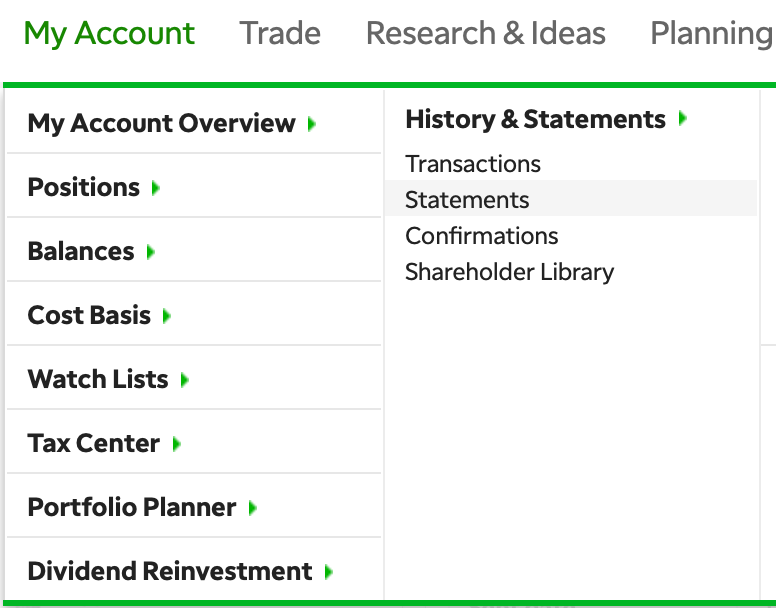 My Account Trade Research & Ideas Planning
My Account Overview
Positions
Balances
Cost Basis
Watch Lists
Tax Center
Portfolio Planner
Dividend Reinvestment
History & Statements
Transactions
Statements
Confirmations
Shareholder Library